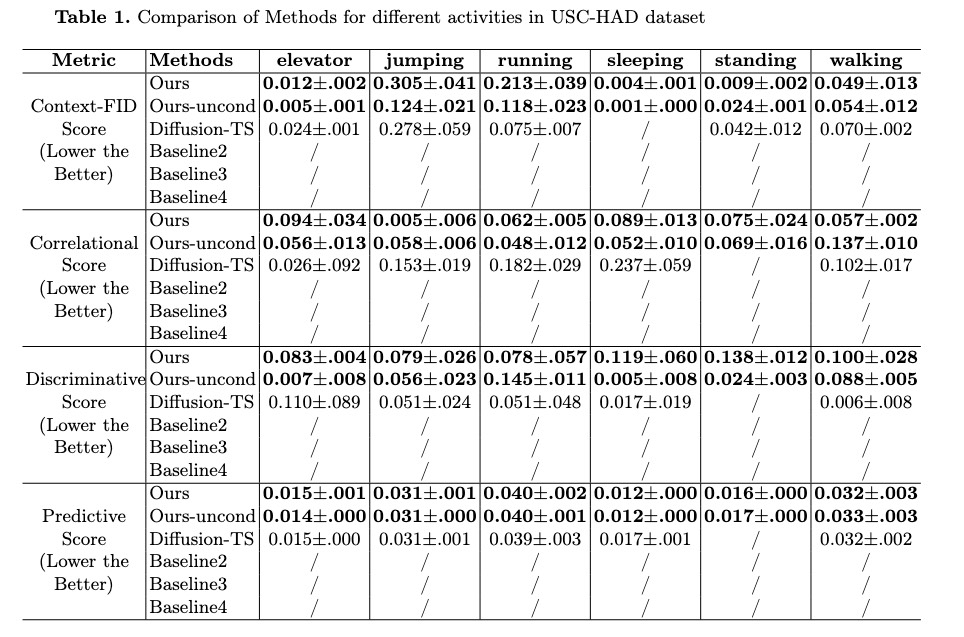 Table 1. Comparison of Methods for different activities in USC-HAD dataset
Metric Methods elevator jumping running sleeping standing walking
Ours 0.012±.002 0.305±.041 0.213±.039 0.004±.001 0.009±.002 0.049±.013
Context-FID Ours-uncond 0.005±.001 0.124±.021 0.118±.023 0.001±.000 0.024±.001 0.054±.012
Score Diffusion-TS 0.024±.001 0.278±.059 0.075±.007 / 0.042±.012 0.070±.002
(Lower the Baseline2 / / / / / /
Better) Baseline3 / / / / / /
Baseline4 / / / / / /
Ours 0.094±.034 0.005±.006 0.062±.005 0.089±.013 0.075±.024 0.057±.002
Correlational Ours-uncond 0.056±.013 0.058±.006 0.048±.012 0.052±.010 0.069±.016 0.137±.010
Score Diffusion-TS 0.026±.092 0.153±.019 0.182±.029 0.237±.059 / 0.102±.017
(Lower the Baseline2 / / / / / /
Better) Baseline3 / / / / / /
Baseline4 / / / / / /
Ours 0.083±.004 0.079±.026 0.078±.057 0.119±.060 0.138±.012 0.100±.028
Discriminative Ours-uncond 0.007±.008 0.056±.023 0.145±.011 0.005±.008 0.024±.003 0.088±.005
Score Diffusion-TS 0.110±.089 0.051±.024 0.051±.048 0.017±.019 / 0.006±.008
(Lower the Baseline2 / / / / / /
Better) Baseline3 / / / / / /
Baseline4 / / / / / /
Ours 0.015±.001 0.031±.001 0.040±.002 0.012±.000 0.016±.000 0.032±.003
Predictive Ours-uncond 0.014±.000 0.031±.000 0.040±.001 0.012±.000 0.017±.000 0.033±.003
Score Diffusion-TS 0.015±.000 0.031±.001 0.039±.003 0.017±.001 / 0.032±.002
(Lower the Baseline2 / / / / / /
Better) Baseline3 / / / / / /
Baseline4 / / / / / /